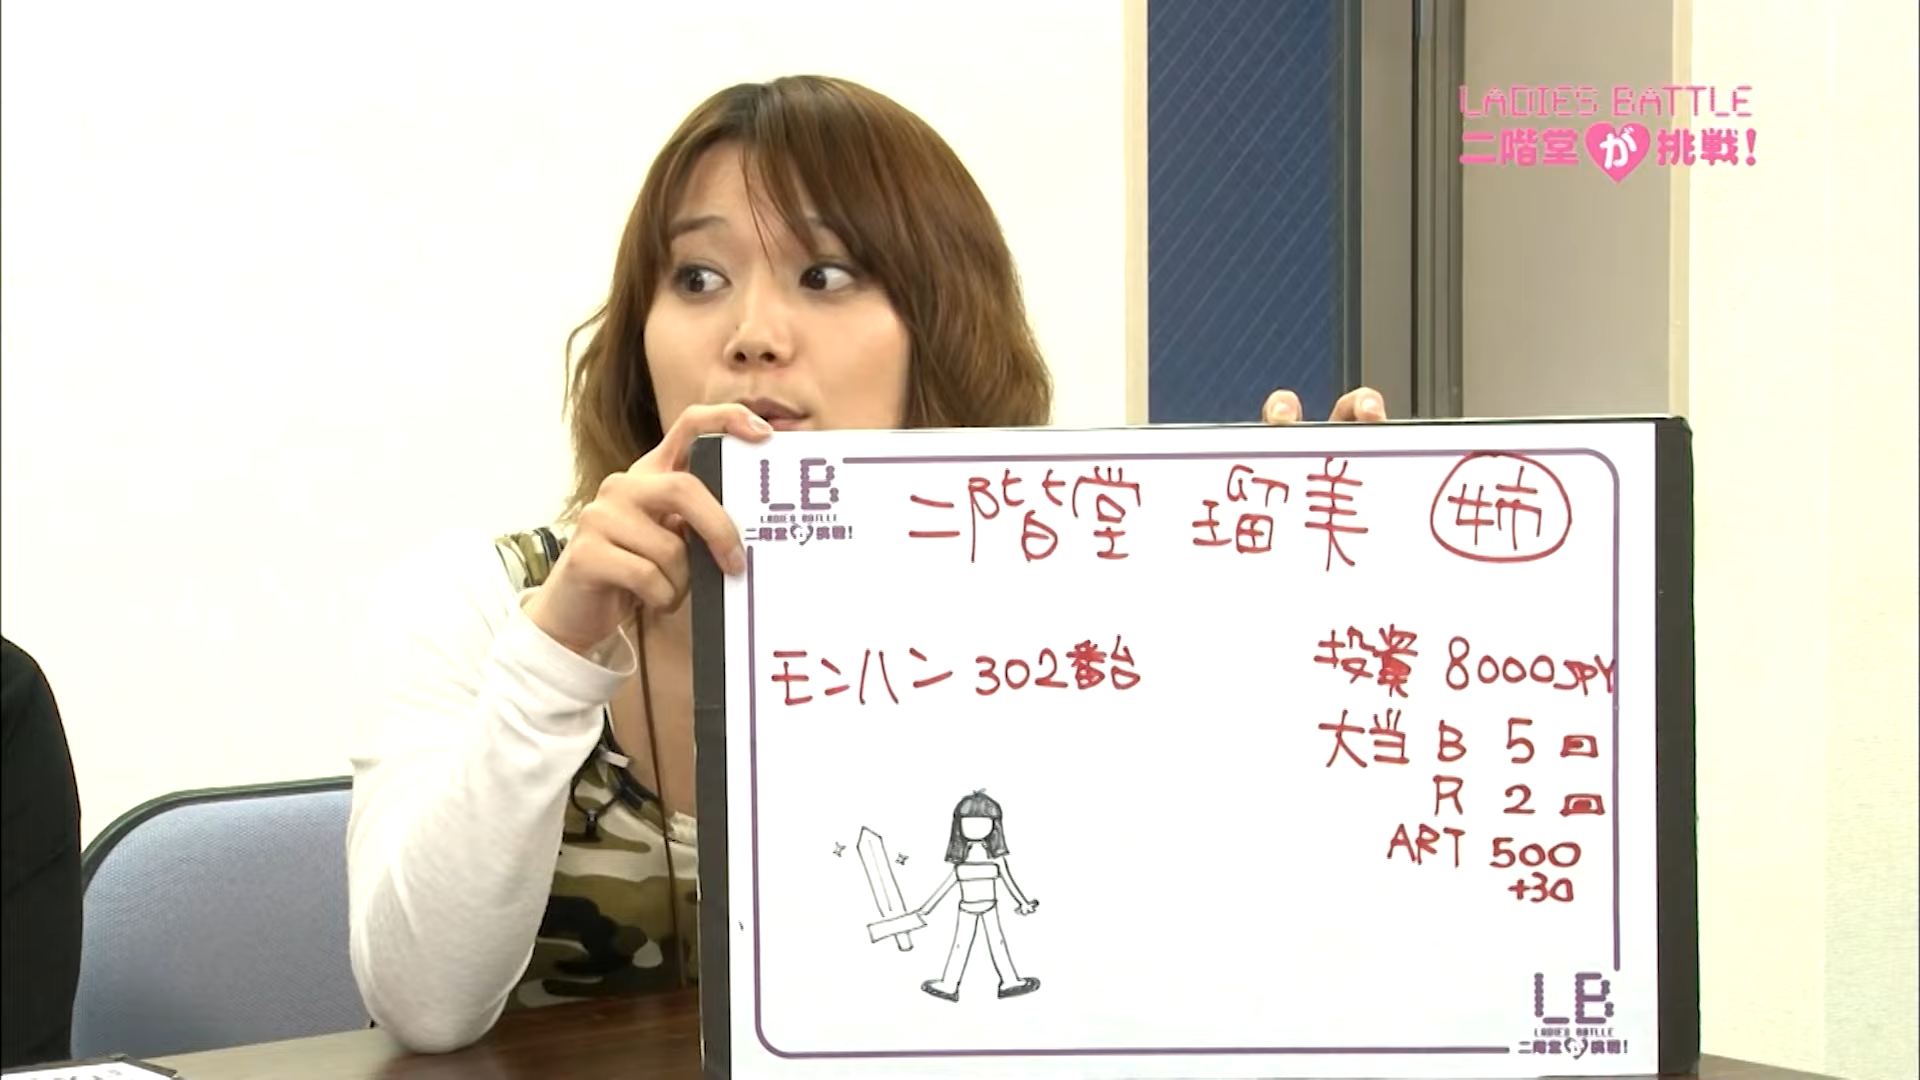 LADIES BATTLE
二階堂が挑戦!
LB
LADIES BATTLE
二階堂が挑戦!
二階堂 瑠美 姉
モンハン 302番台
投資 8000JPY
大当 B 5回
R 2回
ART 500
+30
LB
LADIES BATTLE
二階堂が挑戦!